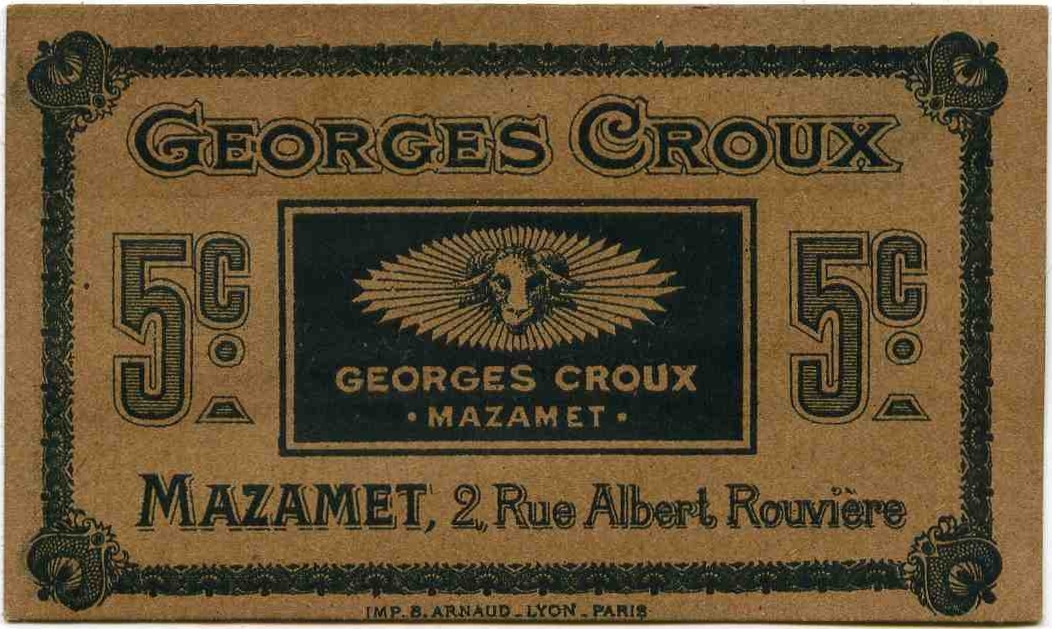 GEORGES CROUX
5c. 5c.
GEORGES CROUX
· MAZAMET ·
MAZAMET, 2, Rue Albert Rouvière
IMP. B. ARNAUD _ LYON _ PARIS